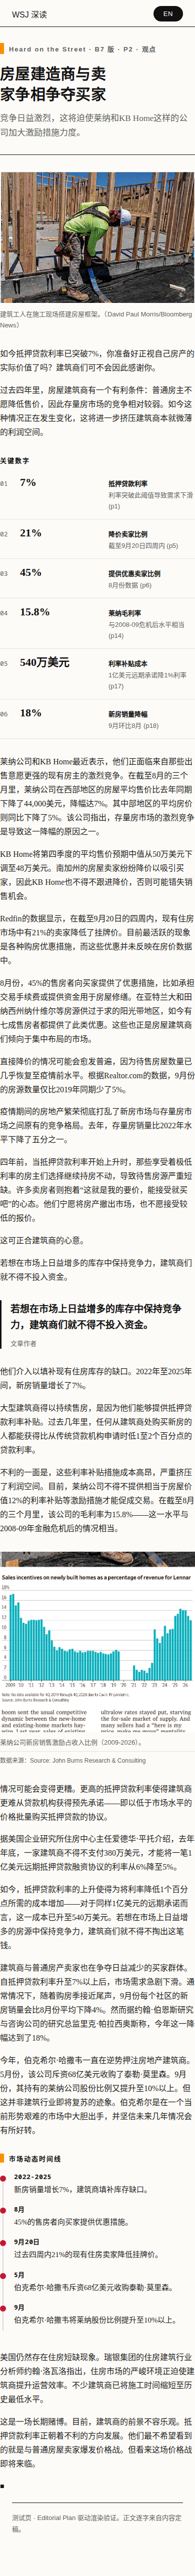 WSJ 深读
EN
Heard on the Street · B7 版 · P2 · 观点
房屋建造商与卖
家争相争夺买家
竞争日益激烈，这将迫使莱纳和KB Home这样的公
司加大激励措施力度。
建筑工人在施工现场搭建房屋框架。（David Paul Morris/Bloomberg
News）
如今抵押贷款利率已突破7%，你准备好正视自己房产的
实际价值了吗？建筑商们可不会因此感谢你。
过去四年里，房屋建筑商有一个有利条件：普通房主不
愿降低售价，因此存量房市场的竞争相对较弱。如今这
种情况正在发生变化，这将进一步挤压建筑商本就微薄
的利润空间。
关键数字
01
7%
抵押贷款利率
利率突破此阈值导致需求下滑
(p1)
02
21%
降价卖家比例
截至9月20日四周内 (p5)
03
45%
提供优惠卖家比例
8月份数据 (p6)
04
15.8%
莱纳毛利率
与2008-09危机后水平相当
(p14)
05
540万美元
利率补贴成本
1亿美元远期承诺降1%利率
(p17)
06
18%
新房销量降幅
9月环比8月 (p18)
莱纳公司和KB Home最近表示，他们正面临来自那些出
售意愿更强的现有房主的激烈竞争。在截至8月的三个
月里，莱纳公司在西部地区的房屋平均售价比去年同期
下降了44,000美元，降幅达7%。其中部地区的平均房价
则同比下降了5%。该公司指出，存量房市场的激烈竞争
是导致这一降幅的原因之一。
KB Home将第四季度的平均售价预期中值从50万美元下
调至48万美元。南加州的房屋卖家纷纷降价以吸引买
家，因此KB Home也不得不跟进降价，否则可能错失销
售机会。
Redfin的数据显示，在截至9月20日的四周内，现有住房
市场中有21%的卖家降低了挂牌价。目前最活跃的现象
是各种购房优惠措施，而这些优惠并未反映在房价数据
中。
8月份，45%的售房者向买家提供了优惠措施，比如承担
交易手续费或提供资金用于房屋修缮。在亚特兰大和田
纳西州纳什维尔等房源供过于求的阳光带地区，如今有
七成售房者都提供了此类优惠。这些也正是房屋建筑商
们倾向于集中布局的市场。
直接降价的情况可能会愈发普遍，因为待售房屋数量已
几乎恢复至疫情前水平。根据Realtor.com的数据，9月份
的房源数量仅比2019年同期少了5%。
疫情期间的房地产繁荣彻底打乱了新房市场与存量房市
场之间原有的竞争格局。去年，存量房销量比2022年水
平下降了五分之一。
四年前，当抵押贷款利率开始上升时，那些享受着极低
利率的房主们选择继续持房不动，导致待售房源严重短
缺。许多卖房者则抱着“这就是我的要价，能接受就买
吧”的心态。他们宁愿将房产撤出市场，也不愿接受较
低的报价。
这可正合建筑商的心意。
若想在市场上日益增多的库存中保持竞争力，建筑商们
就不得不投入资金。
若想在市场上日益增多的库存中保持竞争
力，建筑商们就不得不投入资金。
文章作者
他们介入以填补现有住房库存的缺口。2022年至2025年
间，新房销量增长了7%。
大型建筑商得以持续售房，是因为他们能够提供抵押贷
款利率补贴。过去几年里，任何从建筑商处购买新房的
人都能获得比从传统贷款机构申请时低1至2个百分点的
贷款利率。
不利的一面是，这些利率补贴措施成本高昂，严重挤压
了利润空间。目前，莱纳公司不得不提供相当于房屋价
值12%的利率补贴等激励措施才能促成交易。在截至8月
的三个月里，该公司的毛利率为15.8%——这一水平与
2008-09年金融危机后的情况相当。
Sales incentives on newly built homes as a percentage of revenue for Lennar
18%
16
14
12
10
8
6
4
2
0
2009 '10 '11 '12 '13 '14 '15 '16 '17 '18 '19 '20 '21 '22 '23 '24 '25 '26
Source: John Burns Research & Consulting
莱纳公司新房销售激励占收入比例（2009-2026）。
数据来源：Source: John Burns Research & Consulting
情况可能会变得更糟。更高的抵押贷款利率使得建筑商
更难从贷款机构获得预先承诺——即以低于市场水平的
价格批量购买抵押贷款的协议。
据美国企业研究所住房中心主任爱德华·平托介绍，去年
年底，一家建筑商不得不支付380万美元，才能将一笔1
亿美元远期抵押贷款融资协议的利率从6%降至5%。
如今，抵押贷款利率的上升使得为将利率降低1个百分
点所需的成本增加——对于同样1亿美元的远期承诺而
言，这一成本已升至540万美元。若想在市场上日益增多
的房源中保持竞争力，建筑商们就不得不掏出这笔
钱。
建筑商与普通房产卖家也在争夺日益减少的买家群体。
自抵押贷款利率升至7%以后，市场需求急剧下滑。通
常情况下，随着购房季接近尾声，9月份每个社区的新
房销量会比8月份平均下降4%。然而据约翰·伯恩斯研究
与咨询公司的研究总监里克·帕拉西奥斯称，今年这一降
幅达到了18%。
今年，伯克希尔·哈撒韦一直在逆势押注房地产建筑商。
5月份，该公司斥资68亿美元收购了泰勒·莫里森。9月
份，其持有的莱纳公司股份比例又提升至10%以上。但
这并非建筑行业即将复苏的迹象。伯克希尔是在一个当
前形势艰难的市场中大胆出手，并坚信未来几年情况会
有所好转。
市场动态时间线
2022-2025
新房销量增长7%，建筑商填补库存缺口。
8月
45%的售房者向买家提供优惠措施。
9月20日
过去四周内21%的现有住房卖家降低挂牌价。
5月
伯克希尔·哈撒韦斥资68亿美元收购泰勒·莫里森。
9月
伯克希尔·哈撒韦将莱纳股份比例提升至10%以上。
美国仍然存在住房短缺现象。瑞银集团的住房建筑行业
分析师约翰·洛瓦洛指出，住房市场的严峻环境正迫使建
筑商提升运营效率。不少建筑商已将施工时间缩短至历
史最低水平。
这是一场长期赌博。目前，建筑商的前景不容乐观。抵
押贷款利率正朝着不利的方向发展。他们最不希望看到
的就是与普通房屋卖家爆发价格战。但看来这场价格战
即将来临。
测试页 · Editorial Plan 驱动渲染验证。正文逐字来自内容定
稿。